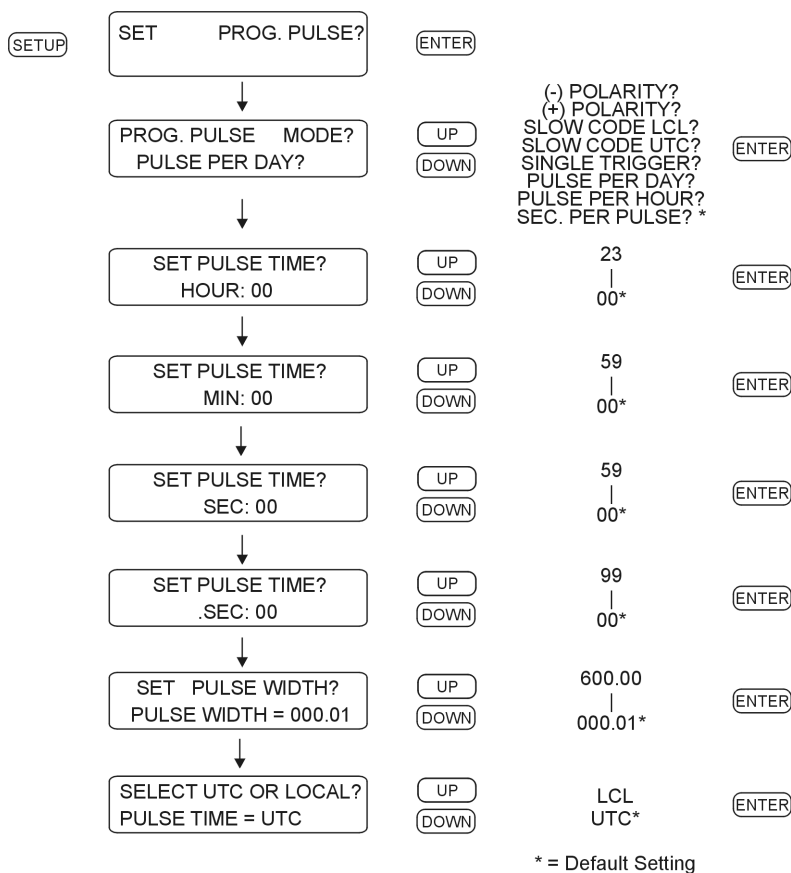 SETUP
SET PROG. PULSE?
ENTER
PROG. PULSE MODE?
PULSE PER DAY?
UP
DOWN
(-) POLARITY?
(+) POLARITY?
SLOW CODE LCL?
SLOW CODE UTC?
SINGLE TRIGGER?
PULSE PER DAY?
PULSE PER HOUR?
SEC. PER PULSE? *
ENTER
SET PULSE TIME?
HOUR: 00
UP
DOWN
23
|
00*
ENTER
SET PULSE TIME?
MIN: 00
UP
DOWN
59
|
00*
ENTER
SET PULSE TIME?
SEC: 00
UP
DOWN
59
|
00*
ENTER
SET PULSE TIME?
.SEC: 00
UP
DOWN
99
|
00*
ENTER
SET PULSE WIDTH?
PULSE WIDTH = 000.01
UP
DOWN
600.00
|
000.01*
ENTER
SELECT UTC OR LOCAL?
PULSE TIME = UTC
UP
DOWN
LCL
UTC*
ENTER
* = Default Setting